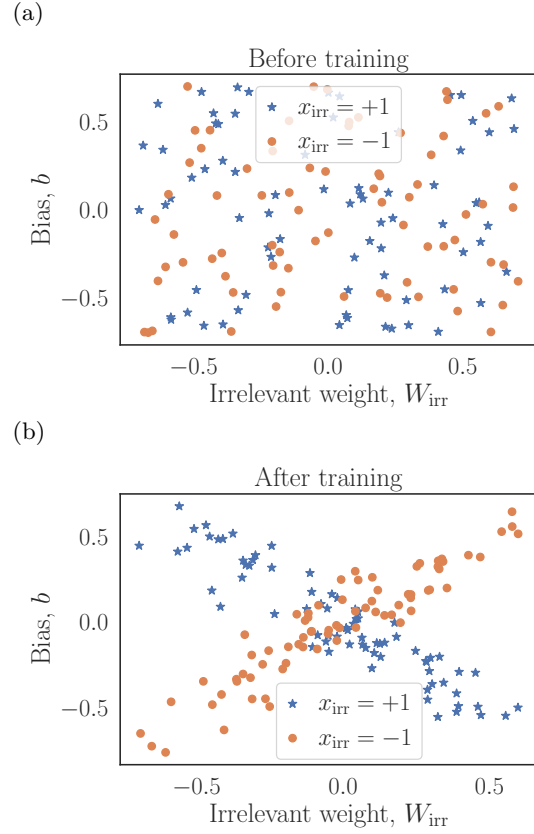 (a)
Before training
0.5
0.0
−0.5
Bias, b
x_irr = +1
x_irr = −1
−0.5 0.0 0.5
Irrelevant weight, W_irr
(b)
After training
0.5
0.0
−0.5
Bias, b
x_irr = +1
x_irr = −1
−0.5 0.0 0.5
Irrelevant weight, W_irr